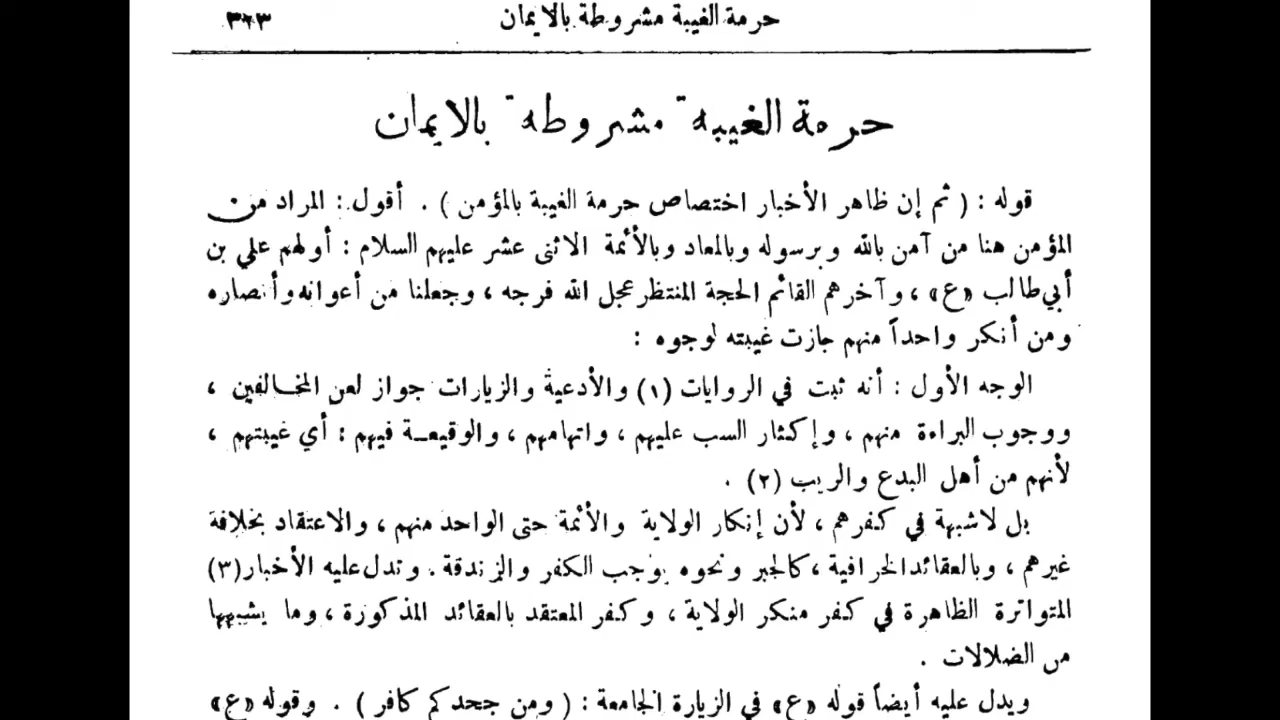 حرمة الغيبة مشروطة بالايمان ٣٢٣
حرمة الغيبة مشروطة بالايمان
قوله : ( ثم إن ظاهر الأخبار اختصاص حرمة الغيبة بالمؤمن ) . أقول : المراد من
المؤمن هنا من آمن بالله وبرسوله وبالمعاد وبالأئمة الاثنى عشر عليهم السلام : أولهم علي بن
أبي طالب «ع» ، وآخرهم القائم الحجة المنتظر عجل الله فرجه ، وجعلنا من أعوانه وأنصاره
ومن أنكر واحداً منهم جازت غيبته لوجوه :
الوجه الأول : أنه ثبت في الروايات (١) والأدعية والزيارات جواز لعن المخالفين ،
ووجوب البراءة منهم ، وإكثار السب عليهم ، واتهامهم ، والوقيعة فيهم : أي غيبتهم ،
لأنهم من أهل البدع والريب (٢) .
بل لاشبهة في كفرهم ، لأن إنكار الولاية والأئمة حتى الواحد منهم ، والاعتقاد بخلافة
غيرهم ، وبالعقائد الخرافية ، كالجبر ونحوه يوجب الكفر والزندقة . وتدل عليه الأخبار (٣)
المتواترة الظاهرة في كفر منكر الولاية ، وكفر المعتقد بالعقائد المذكورة ، وما يشبهها
من الضلالات .
ويدل عليه أيضاً قوله «ع» في الزيارة الجامعة : ( ومن جحدكم كافر ) . وقوله «ع»